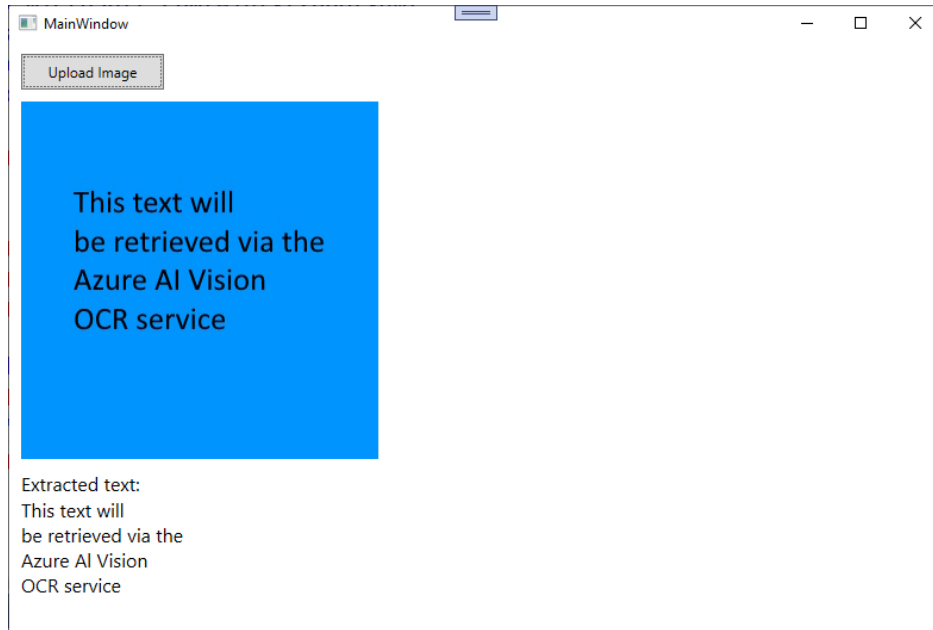 MainWindow
Upload Image
This text will
be retrieved via the
Azure AI Vision
OCR service
Extracted text:
This text will
be retrieved via the
Azure Al Vision
OCR service